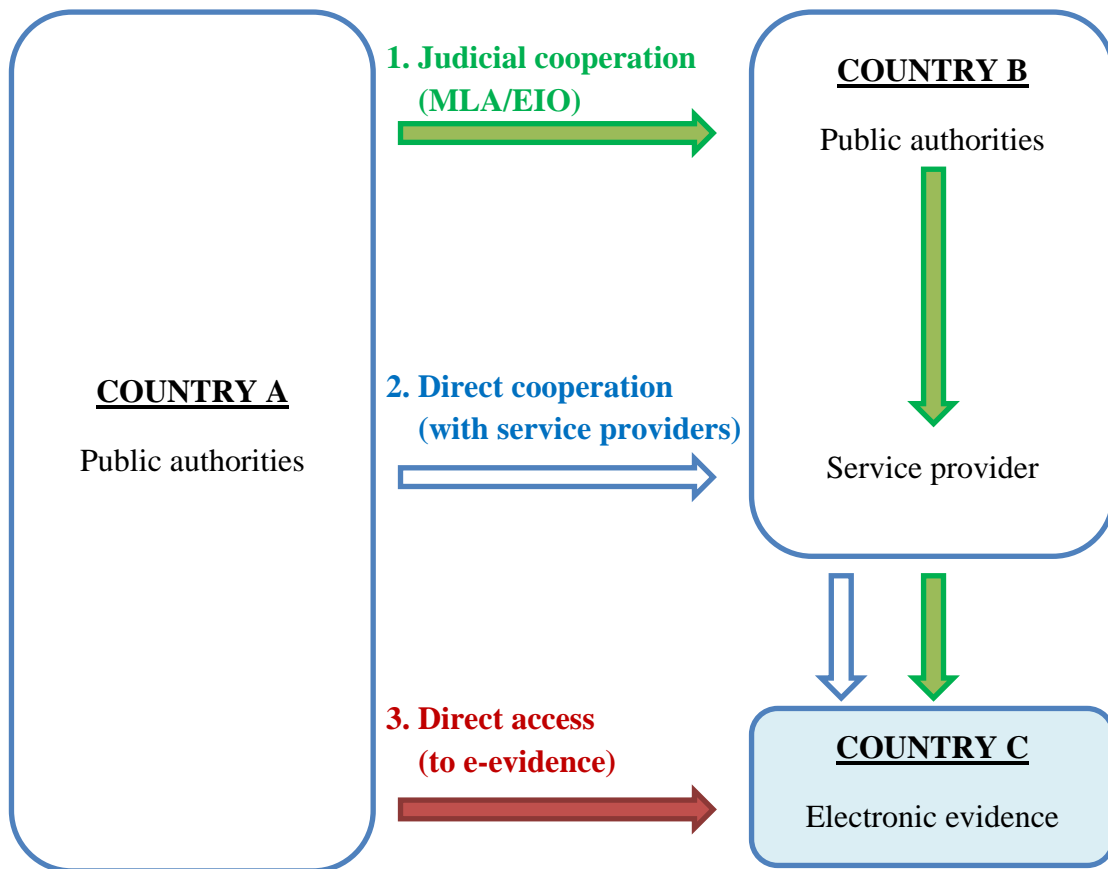 COUNTRY A
Public authorities
1. Judicial cooperation
(MLA/EIO)
2. Direct cooperation
(with service providers)
3. Direct access
(to e-evidence)
COUNTRY B
Public authorities
Service provider
COUNTRY C
Electronic evidence